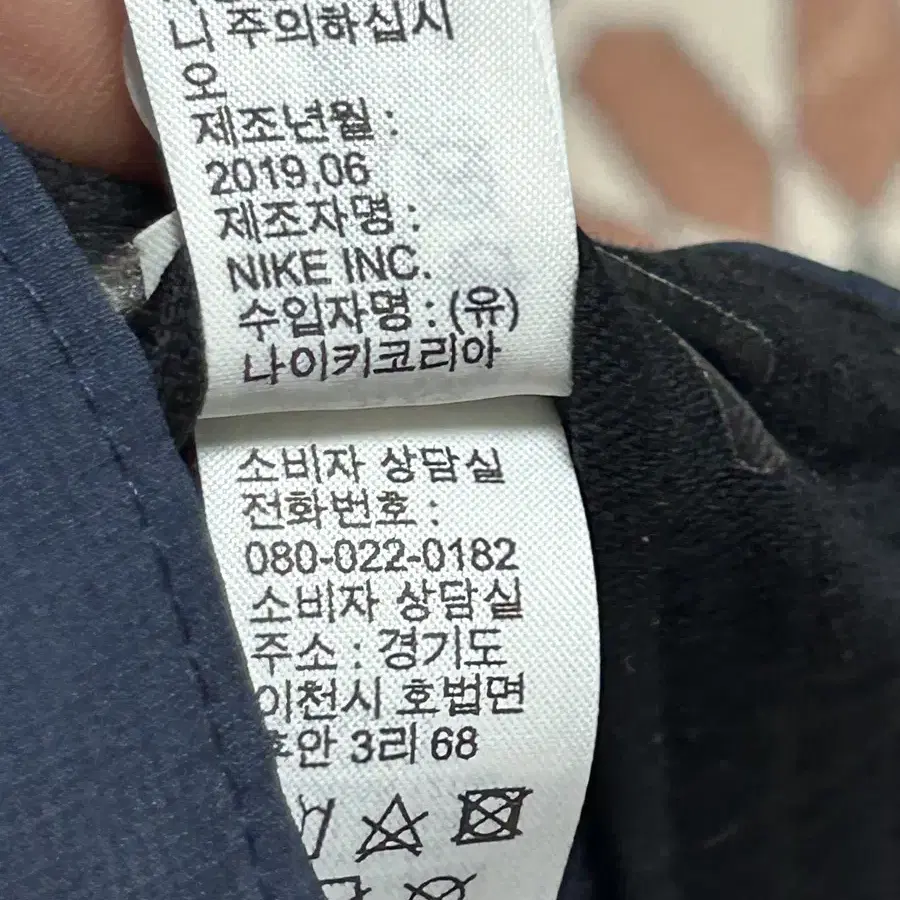 니 주의하십시
오
제조년월 :
2019.06
제조자명 :
NIKE INC.
수입자명 : (유)
나이키코리아
소비자 상담실
전화번호 :
080-022-0182
소비자 상담실
주소 : 경기도
이천시 호법면
안 3리 68